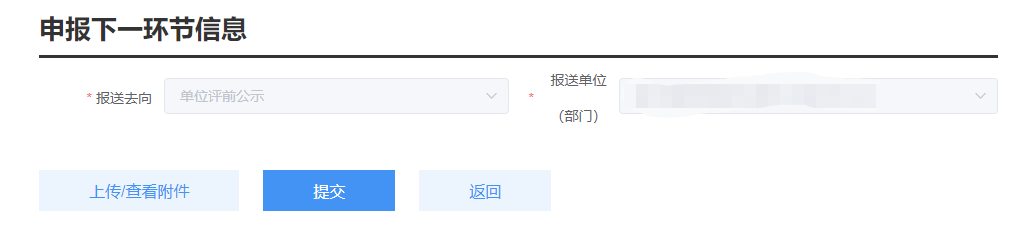 申报下一环节信息
* 报送去向 单位评前公示
* 报送单位
（部门）
上传/查看附件 提交 返回